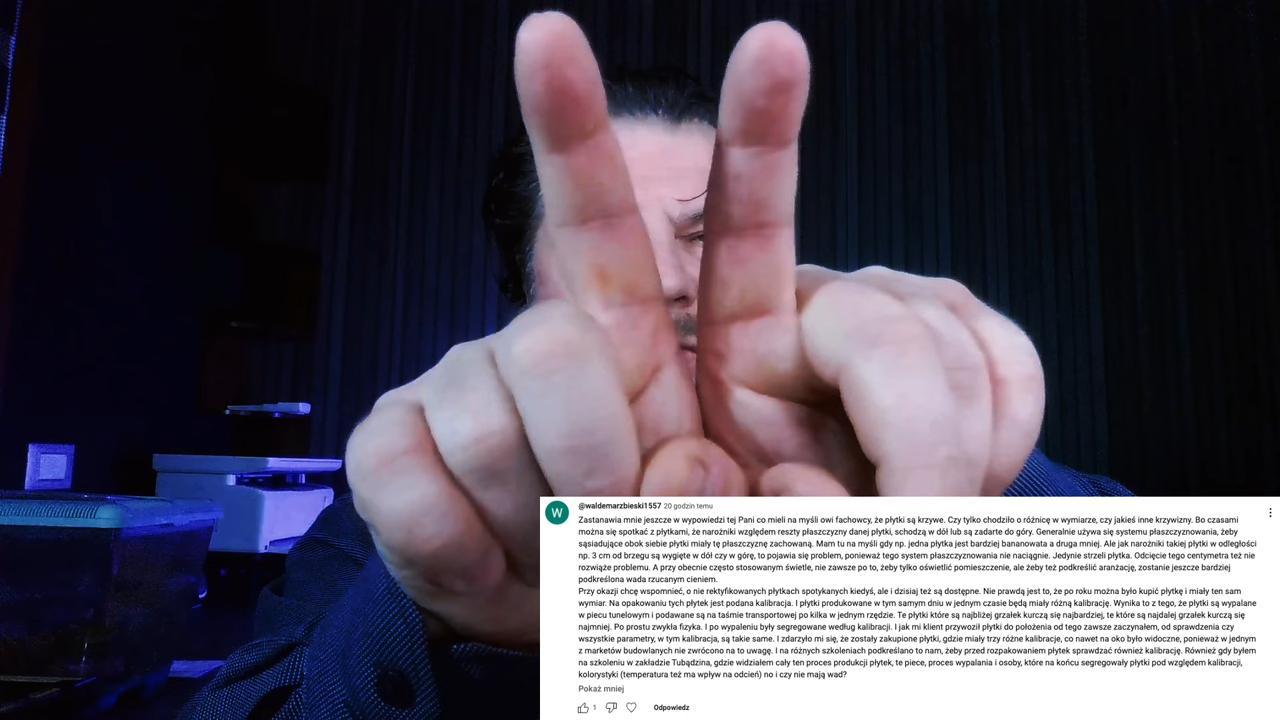 @waldemarzbieski1557 20 godzin temu
W
Zastanawia mnie jeszcze w wypowiedzi tej Pani co mieli na myśli owi fachowcy, że płytki są krzywe. Czy tylko chodziło o różnicę w wymiarze, czy jakieś inne krzywizny. Bo czasami
można się spotkać z płytkami, że narożniki względem reszty płaszczyzny danej płytki, schodzą w dół lub są zadarte do góry. Generalnie używa się systemu płaszczyznowania, żeby
sąsiadujące obok siebie płytki miały tę płaszczyznę zachowaną. Mam tu na myśli gdy np. jedna płytka jest bardziej bananowata a druga mniej. Ale jak narożniki takiej płytki w odległości
np. 3 cm od brzegu są wygięte w dół czy w górę, to pojawia się problem, ponieważ tego system płaszczyznowania nie naciągnie. Jedynie strzeli płytka. Odcięcie tego centymetra też nie
rozwiąże problemu. A przy obecnie często stosowanym świetle, nie zawsze po to, żeby tylko oświetlić pomieszczenie, ale żeby też podkreślić aranżację, zostanie jeszcze bardziej
podkreślona wada rzucanym cieniem.
Przy okazji chcę wspomnieć, o nie rektyfikowanych płytkach spotykanych kiedyś, ale i dzisiaj też są dostępne. Nie prawdą jest to, że po roku można było kupić płytkę i miały ten sam
wymiar. Na opakowaniu tych płytek jest podana kalibracja. I płytki produkowane w tym samym dniu w jednym czasie będą miały różną kalibrację. Wynika to z tego, że płytki są wypalane
w piecu tunelowym i podawane są na taśmie transportowej po kilka w jednym rzędzie. Te płytki które są najbliżej grzałek kurczą się najbardziej, te które są najdalej grzałek kurczą się
najmniej. Po prostu zwykła fizyka. I po wypaleniu były segregowane według kalibracji. I jak mi klient przywoził płytki do położenia od tego zawsze zaczynałem, od sprawdzenia czy
wszystkie parametry, w tym kalibracja, są takie same. I zdarzyło mi się, że zostały zakupione płytki, gdzie miały trzy różne kalibracje, co nawet na oko było widoczne, ponieważ w jednym
z marketów budowlanych nie zwrócono na to uwagę. I na różnych szkoleniach podkreślano to nam, żeby przed rozpakowaniem płytek sprawdzać również kalibrację. Również gdy byłem
na szkoleniu w zakładzie Tubądzina, gdzie widziałem cały ten proces produkcji płytek, te piece, proces wypalania i osoby, które na końcu segregowały płytki pod względem kalibracji,
kolorystyki (temperatura też ma wpływ na odcień) no i czy nie mają wad?
Pokaż mniej
1 Odpowiedz